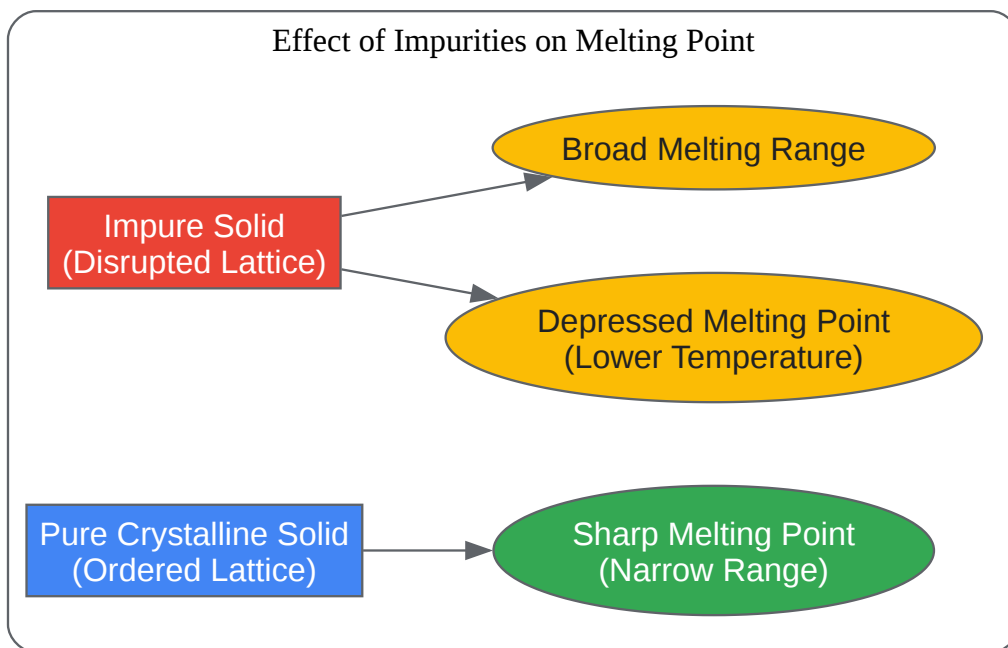 Effect of Impurities on Melting Point
Broad Melting Range
Impure Solid
(Disrupted Lattice)
Depressed Melting Point
(Lower Temperature)
Pure Crystalline Solid
(Ordered Lattice)
Sharp Melting Point
(Narrow Range)